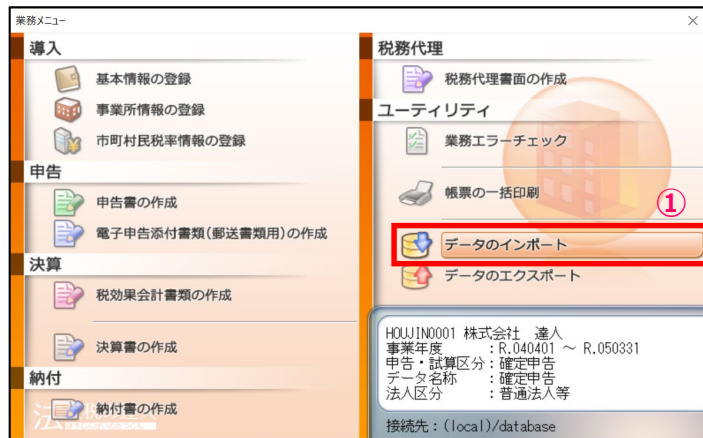 業務メニュー
導入
基本情報の登録
事業所情報の登録
市町村民税率情報の登録
申告
申告書の作成
電子申告添付書類(郵送書類用)の作成
決算
税効果会計書類の作成
決算書の作成
納付
納付書の作成
税務代理
税務代理書面の作成
ユーティリティ
業務エラーチェック
帳票の一括印刷
①
データのインポート
データのエクスポート
HOUJIN0001 株式会社 達人
事業年度 :R.040401 ~ R.050331
申告・試算区分:確定申告
データ名称 :確定申告
法人区分 :普通法人等
接続先:(local)/database